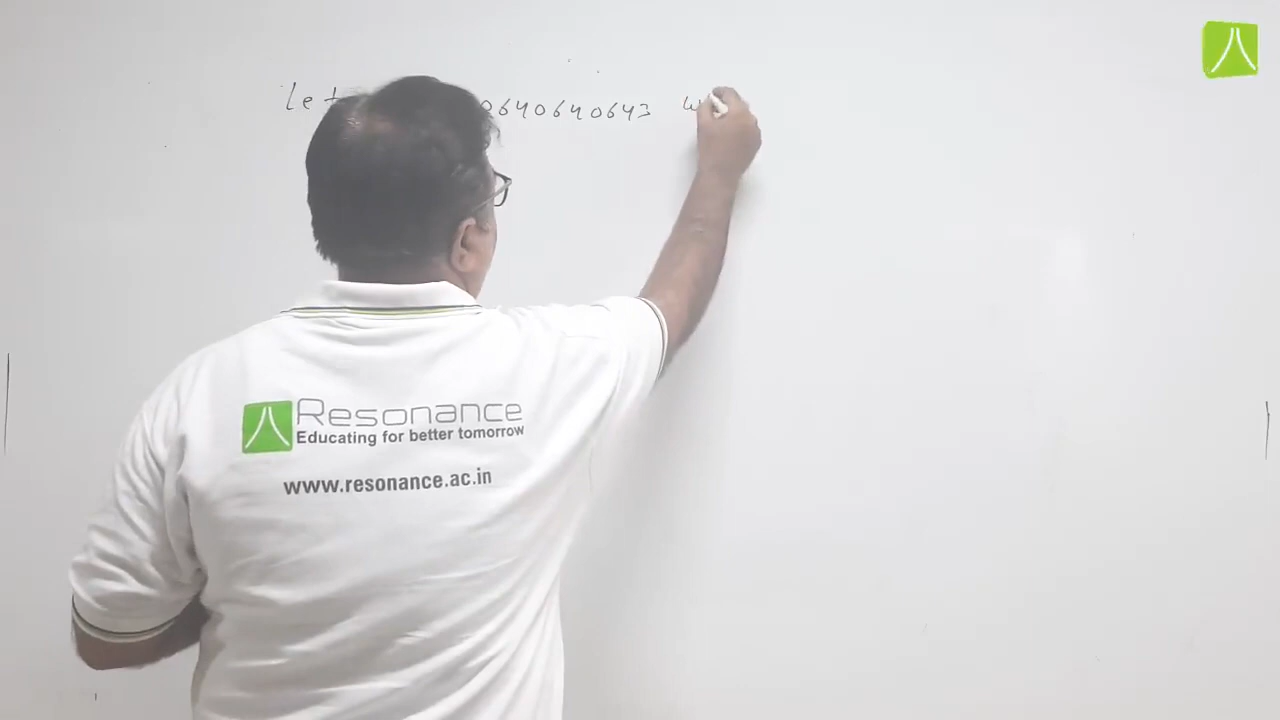 Let 0640640643 w
Resonance
Educating for better tomorrow
www.resonance.ac.in